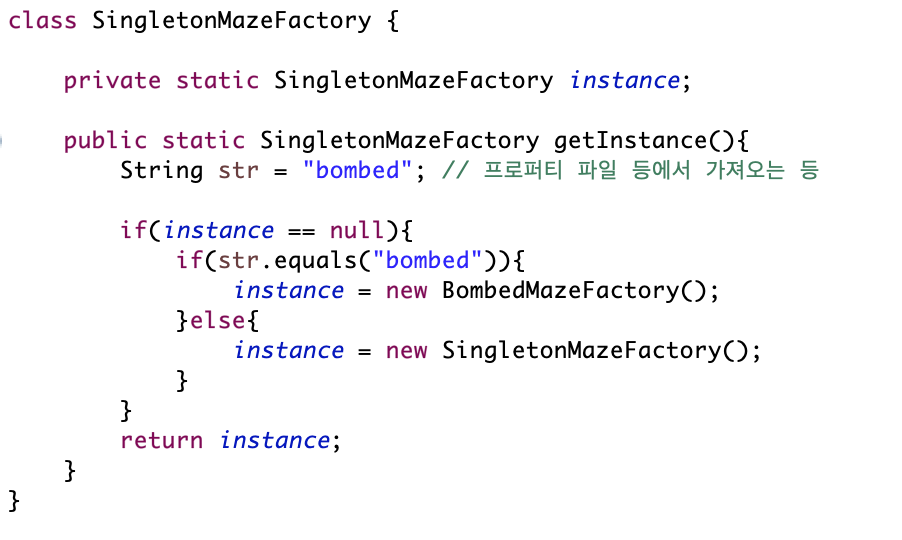 class SingletonMazeFactory {
private static SingletonMazeFactory instance;
public static SingletonMazeFactory getInstance(){
String str = "bombed"; // 프로퍼티 파일 등에서 가져오는 등
if(instance == null){
if(str.equals("bombed")){
instance = new BombedMazeFactory();
}else{
instance = new SingletonMazeFactory();
}
}
return instance;
}
}